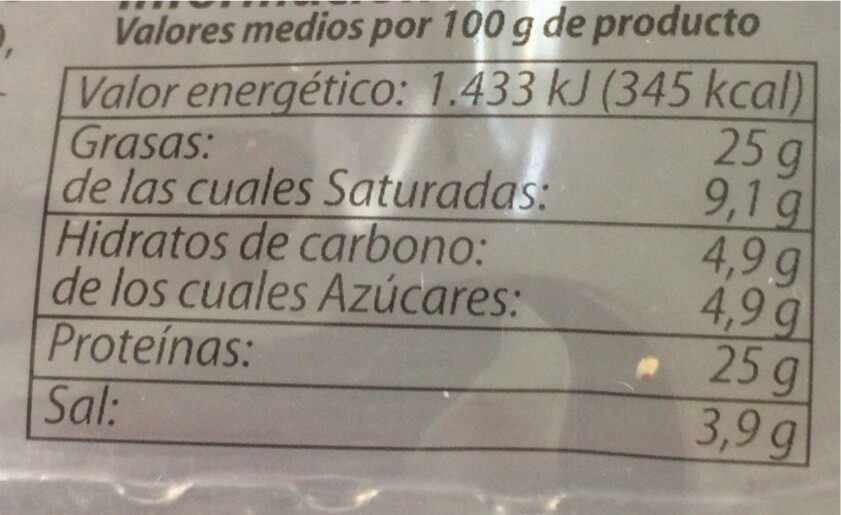 Valores medios por 100 g de producto
Valor energético: 1.433 kJ (345 kcal)
Grasas: 25 g
de las cuales Saturadas: 9,1 g
Hidratos de carbono: 4,9 g
de los cuales Azúcares: 4,9 g
Proteínas: 25 g
Sal: 3,9 g